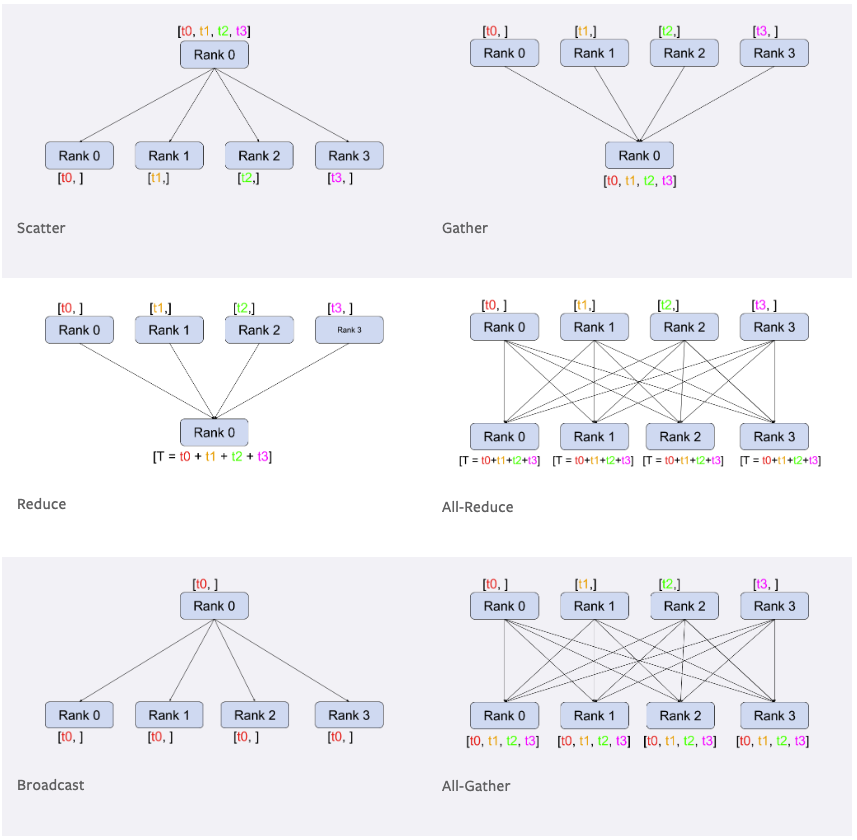 [t0, t1, t2, t3]
Rank 0
Rank 0 Rank 1 Rank 2 Rank 3
[t0, ] [t1,] [t2,] [t3, ]
Scatter
[t0, ] [t1,] [t2,] [t3, ]
Rank 0 Rank 1 Rank 2 Rank 3
Rank 0
[t0, t1, t2, t3]
Gather
[t0, ] [t1,] [t2,] [t3, ]
Rank 0 Rank 1 Rank 2 Rank 3
Rank 0
[T = t0 + t1 + t2 + t3]
Reduce
[t0, ] [t1,] [t2,] [t3, ]
Rank 0 Rank 1 Rank 2 Rank 3
Rank 0 Rank 1 Rank 2 Rank 3
[T = t0+t1+t2+t3] [T = t0+t1+t2+t3] [T = t0+t1+t2+t3] [T = t0+t1+t2+t3]
All-Reduce
[t0, ]
Rank 0
Rank 0 Rank 1 Rank 2 Rank 3
[t0, ] [t0, ] [t0, ] [t0, ]
Broadcast
[t0, ] [t1,] [t2,] [t3, ]
Rank 0 Rank 1 Rank 2 Rank 3
Rank 0 Rank 1 Rank 2 Rank 3
[t0, t1, t2, t3] [t0, t1, t2, t3] [t0, t1, t2, t3] [t0, t1, t2, t3]
All-Gather